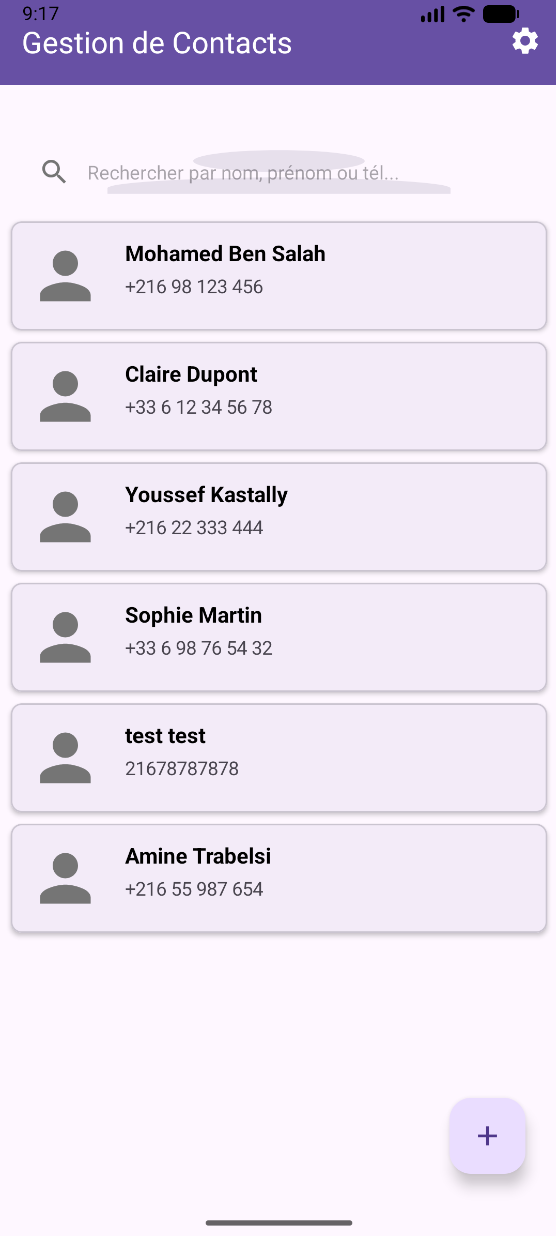 9:17
Gestion de Contacts
Rechercher par nom, prénom ou tél...
Mohamed Ben Salah
+216 98 123 456
Claire Dupont
+33 6 12 34 56 78
Youssef Kastally
+216 22 333 444
Sophie Martin
+33 6 98 76 54 32
test test
21678787878
Amine Trabelsi
+216 55 987 654
+